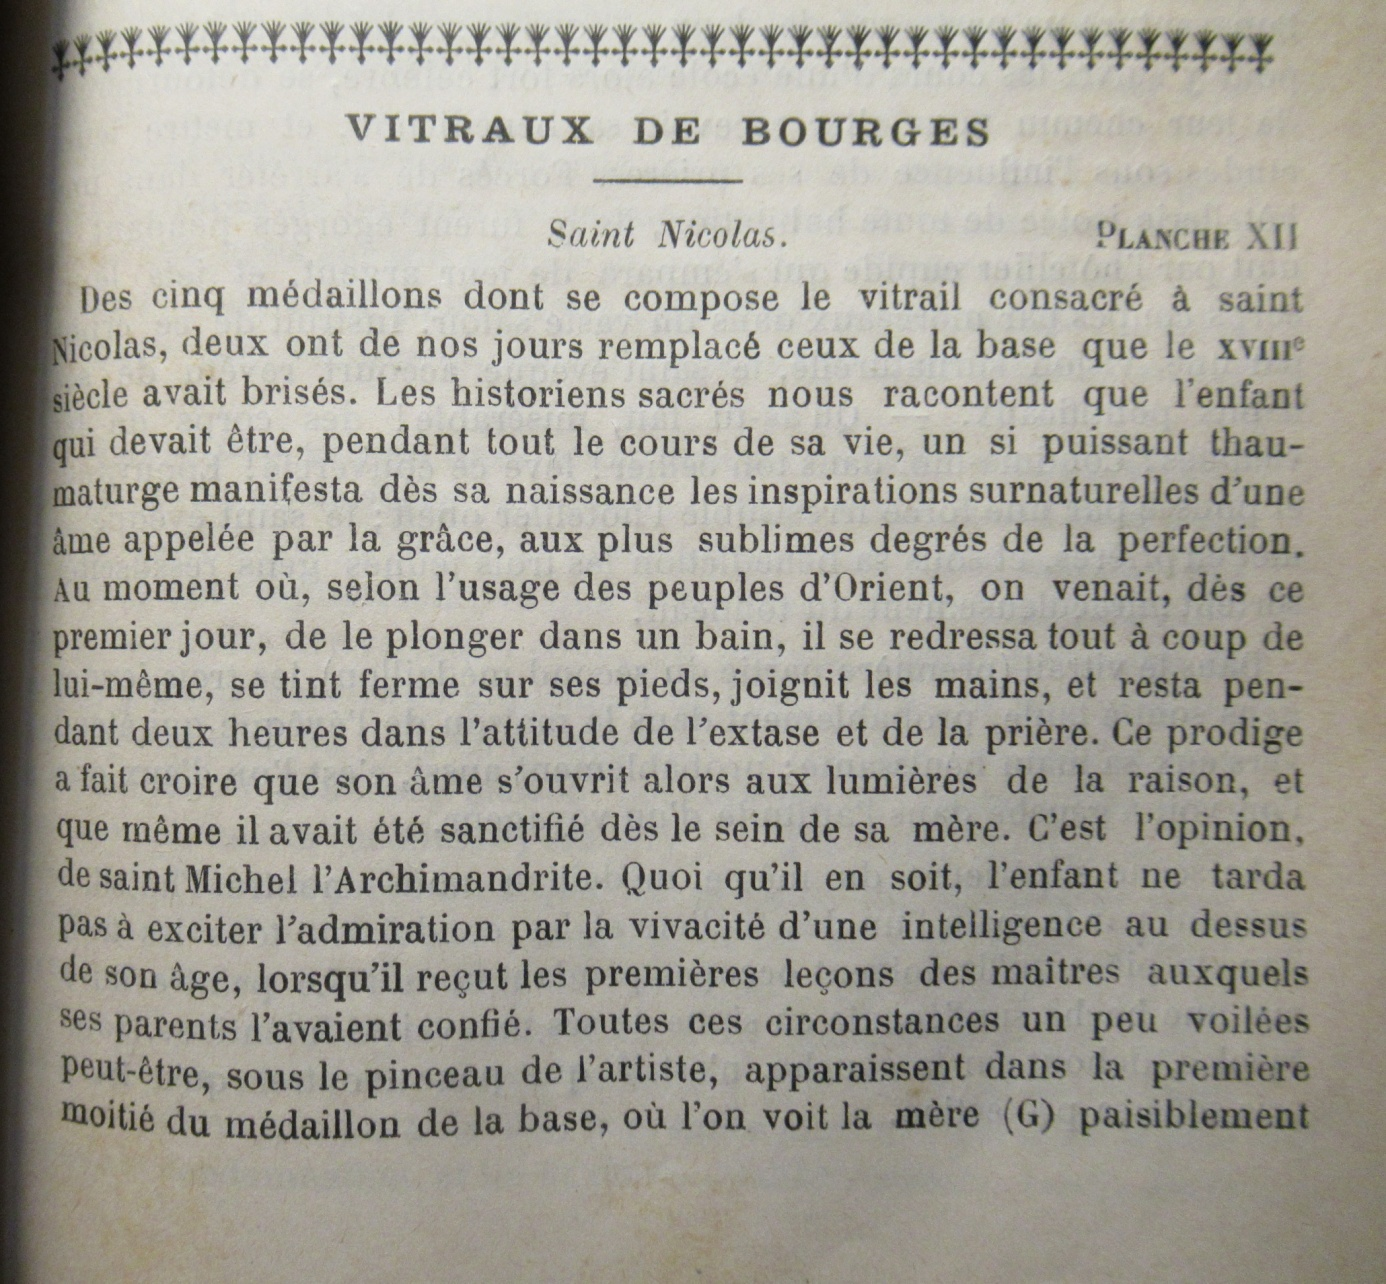 VITRAUX DE BOURGES
Saint Nicolas. PLANCHE XII
Des cinq médaillons dont se compose le vitrail consacré à saint
Nicolas, deux ont de nos jours remplacé ceux de la base que le XVIIIe
siècle avait brisés. Les historiens sacrés nous racontent que l'enfant
qui devait être, pendant tout le cours de sa vie, un si puissant thau-
maturge manifesta dès sa naissance les inspirations surnaturelles d'une
âme appelée par la grâce, aux plus sublimes degrés de la perfection.
Au moment où, selon l'usage des peuples d'Orient, on venait, dès ce
premier jour, de le plonger dans un bain, il se redressa tout à coup de
lui-même, se tint ferme sur ses pieds, joignit les mains, et resta pen-
dant deux heures dans l'attitude de l'extase et de la prière. Ce prodige
a fait croire que son âme s'ouvrit alors aux lumières de la raison, et
que même il avait été sanctifié dès le sein de sa mère. C'est l'opinion,
de saint Michel l'Archimandrite. Quoi qu'il en soit, l'enfant ne tarda
pas à exciter l'admiration par la vivacité d'une intelligence au dessus
de son âge, lorsqu'il reçut les premières leçons des maitres auxquels
ses parents l'avaient confié. Toutes ces circonstances un peu voilées
peut-être, sous le pinceau de l'artiste, apparaissent dans la première
moitié du médaillon de la base, où l'on voit la mère (G) paisiblement